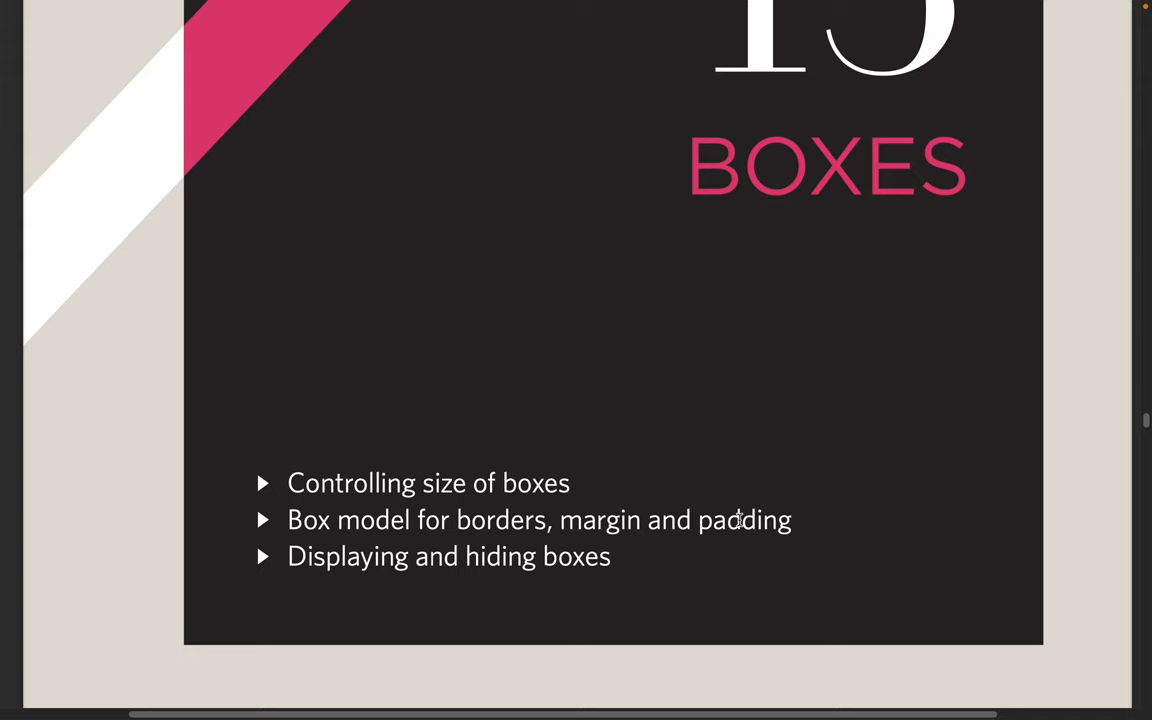 BOXES
Controlling size of boxes
Box model for borders, margin and padding
Displaying and hiding boxes